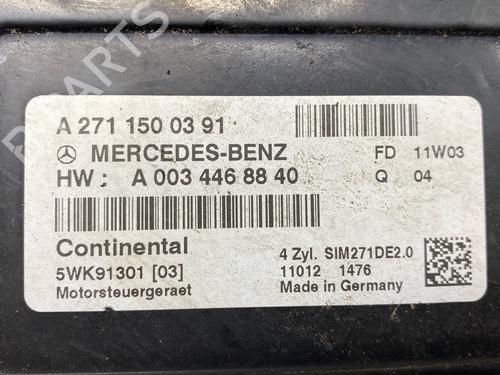 PARTS
A 271 150 03 91
MERCEDES-BENZ FD 11W03
HW: A 003 446 88 40 Q 04
Continental
5WK91301 [03] 4 Zyl. SIM271DE2.0
Motorsteuergeraet 11012 1476
Made in Germany